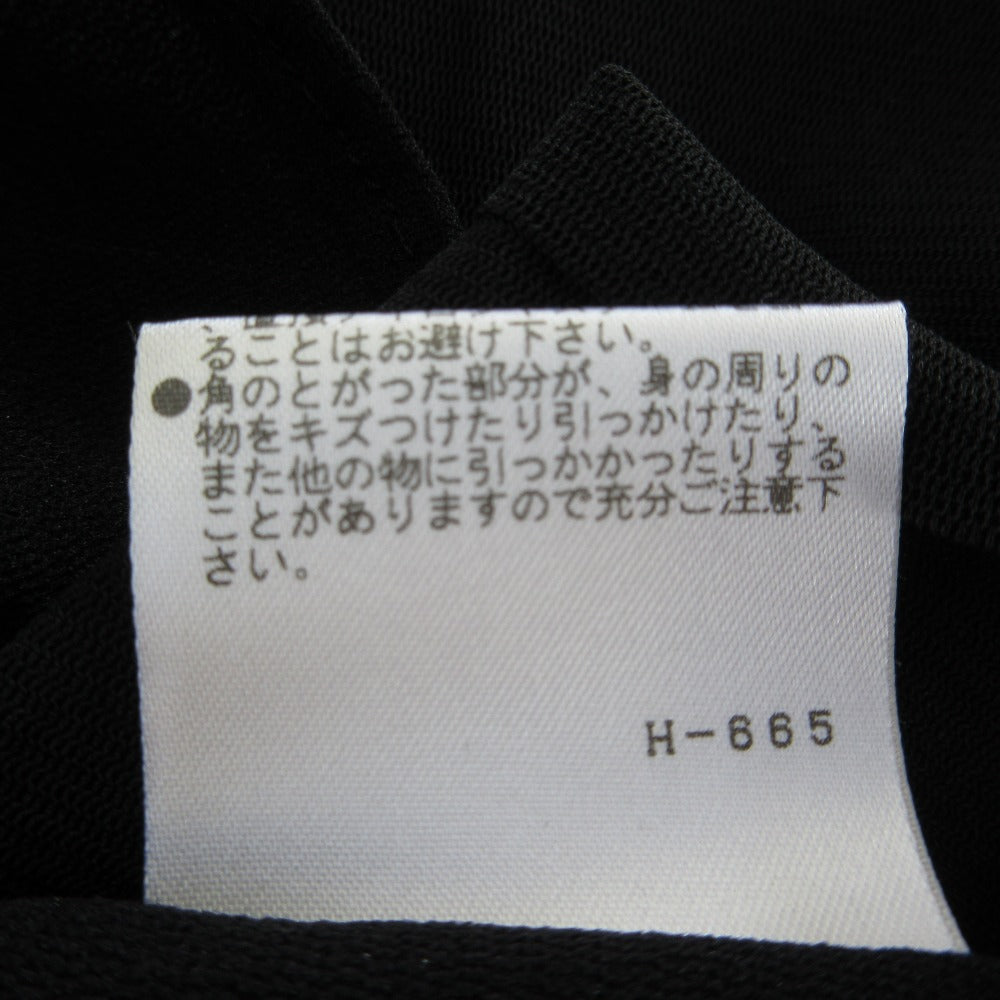 ることはお避け下さい。
●角のとがった部分が、身の周りの
物をキズつけたり引っかけたり、
また他の物に引っかかったりする
ことがありますので充分ご注意下
さい。
H-665